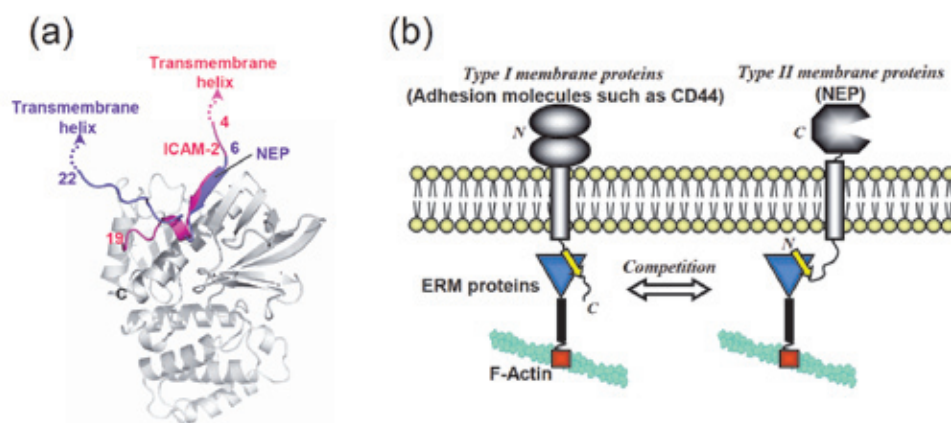 (a)
Transmembrane
helix
Transmembrane
helix
4
ICAM-2
6
NEP
22
19
C
(b)
Type I membrane proteins
(Adhesion molecules such as CD44)
Type II membrane proteins
(NEP)
N
C
N
ERM proteins
Competition
C
F-Actin